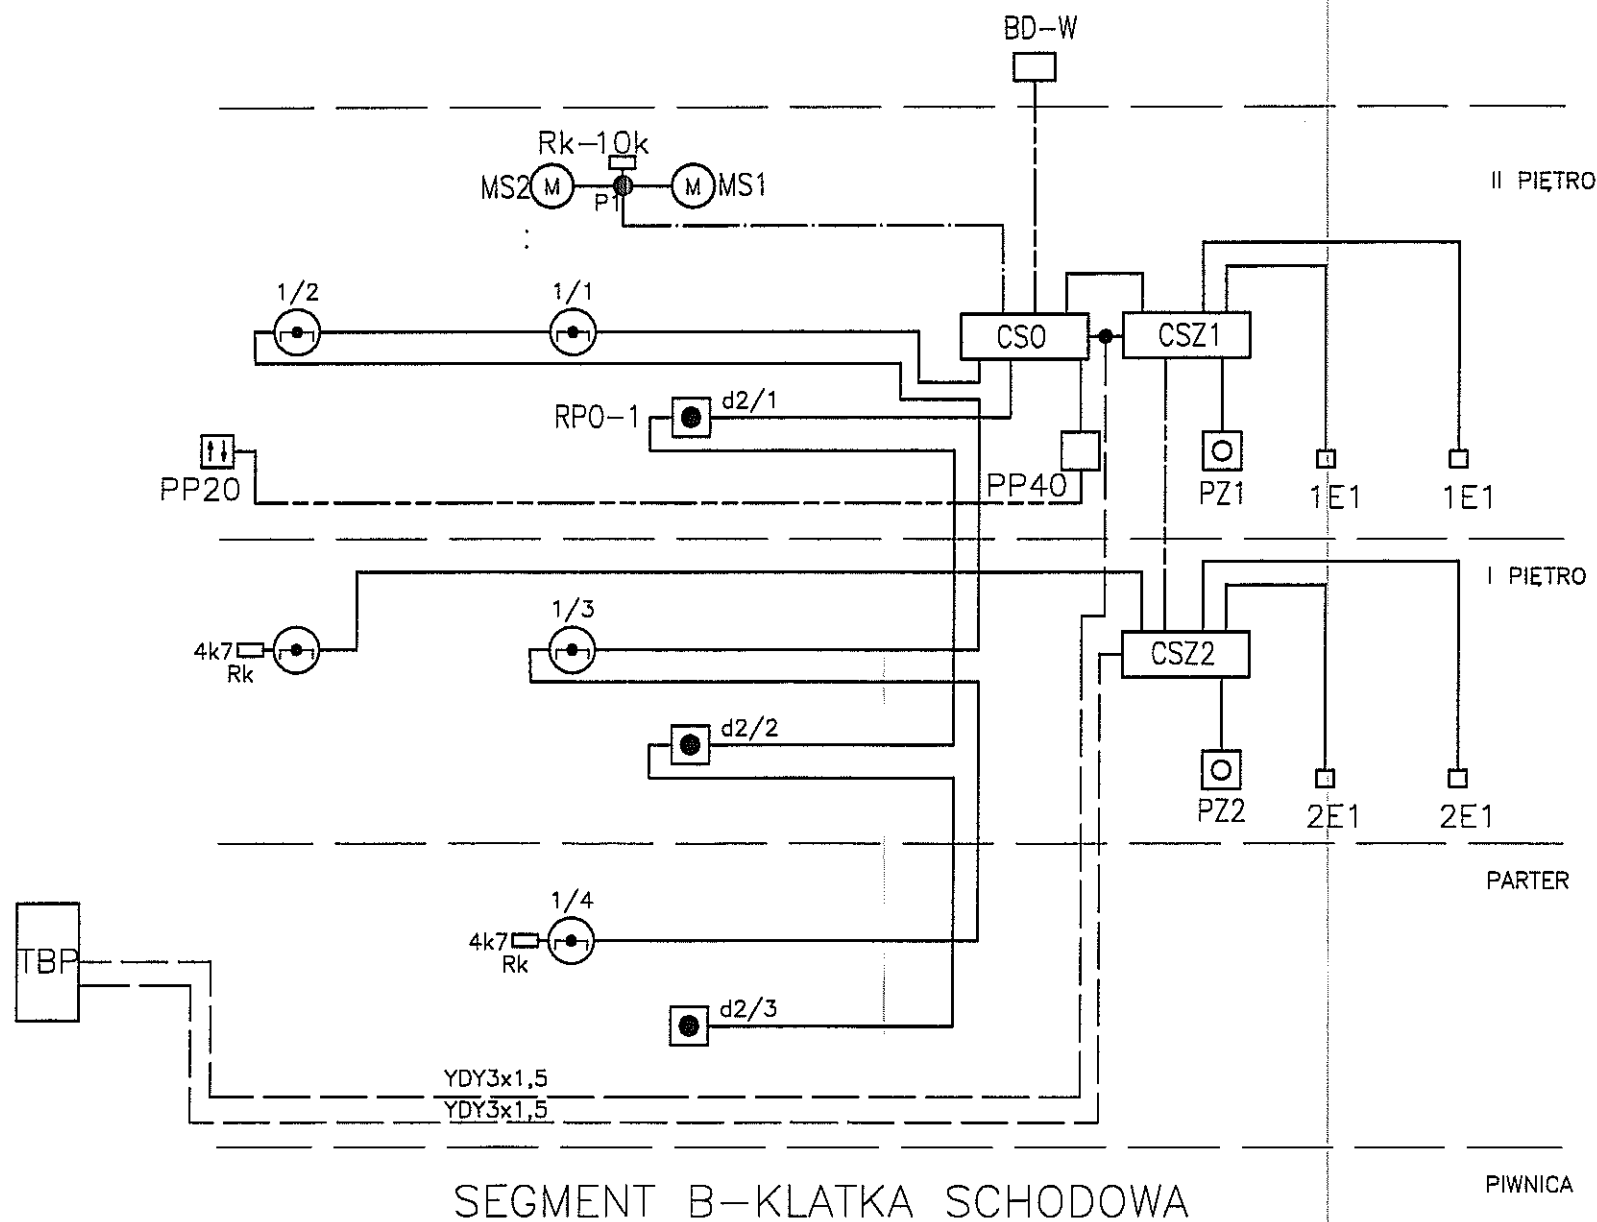 BD-W
Rk-10k
MS2 M M MS1
P1
II PIĘTRO
1/2 1/1
CSO CSZ1
RPO-1 d2/1
PP20 PP40 PZ1 1E1 1E1
I PIĘTRO
1/3
4k7
Rk
CSZ2
d2/2
PZ2 2E1 2E1
PARTER
1/4
4k7
Rk
TBP
d2/3
YDY3x1,5
YDY3x1,5
PIWNICA
SEGMENT B-KLATKA SCHODOWA